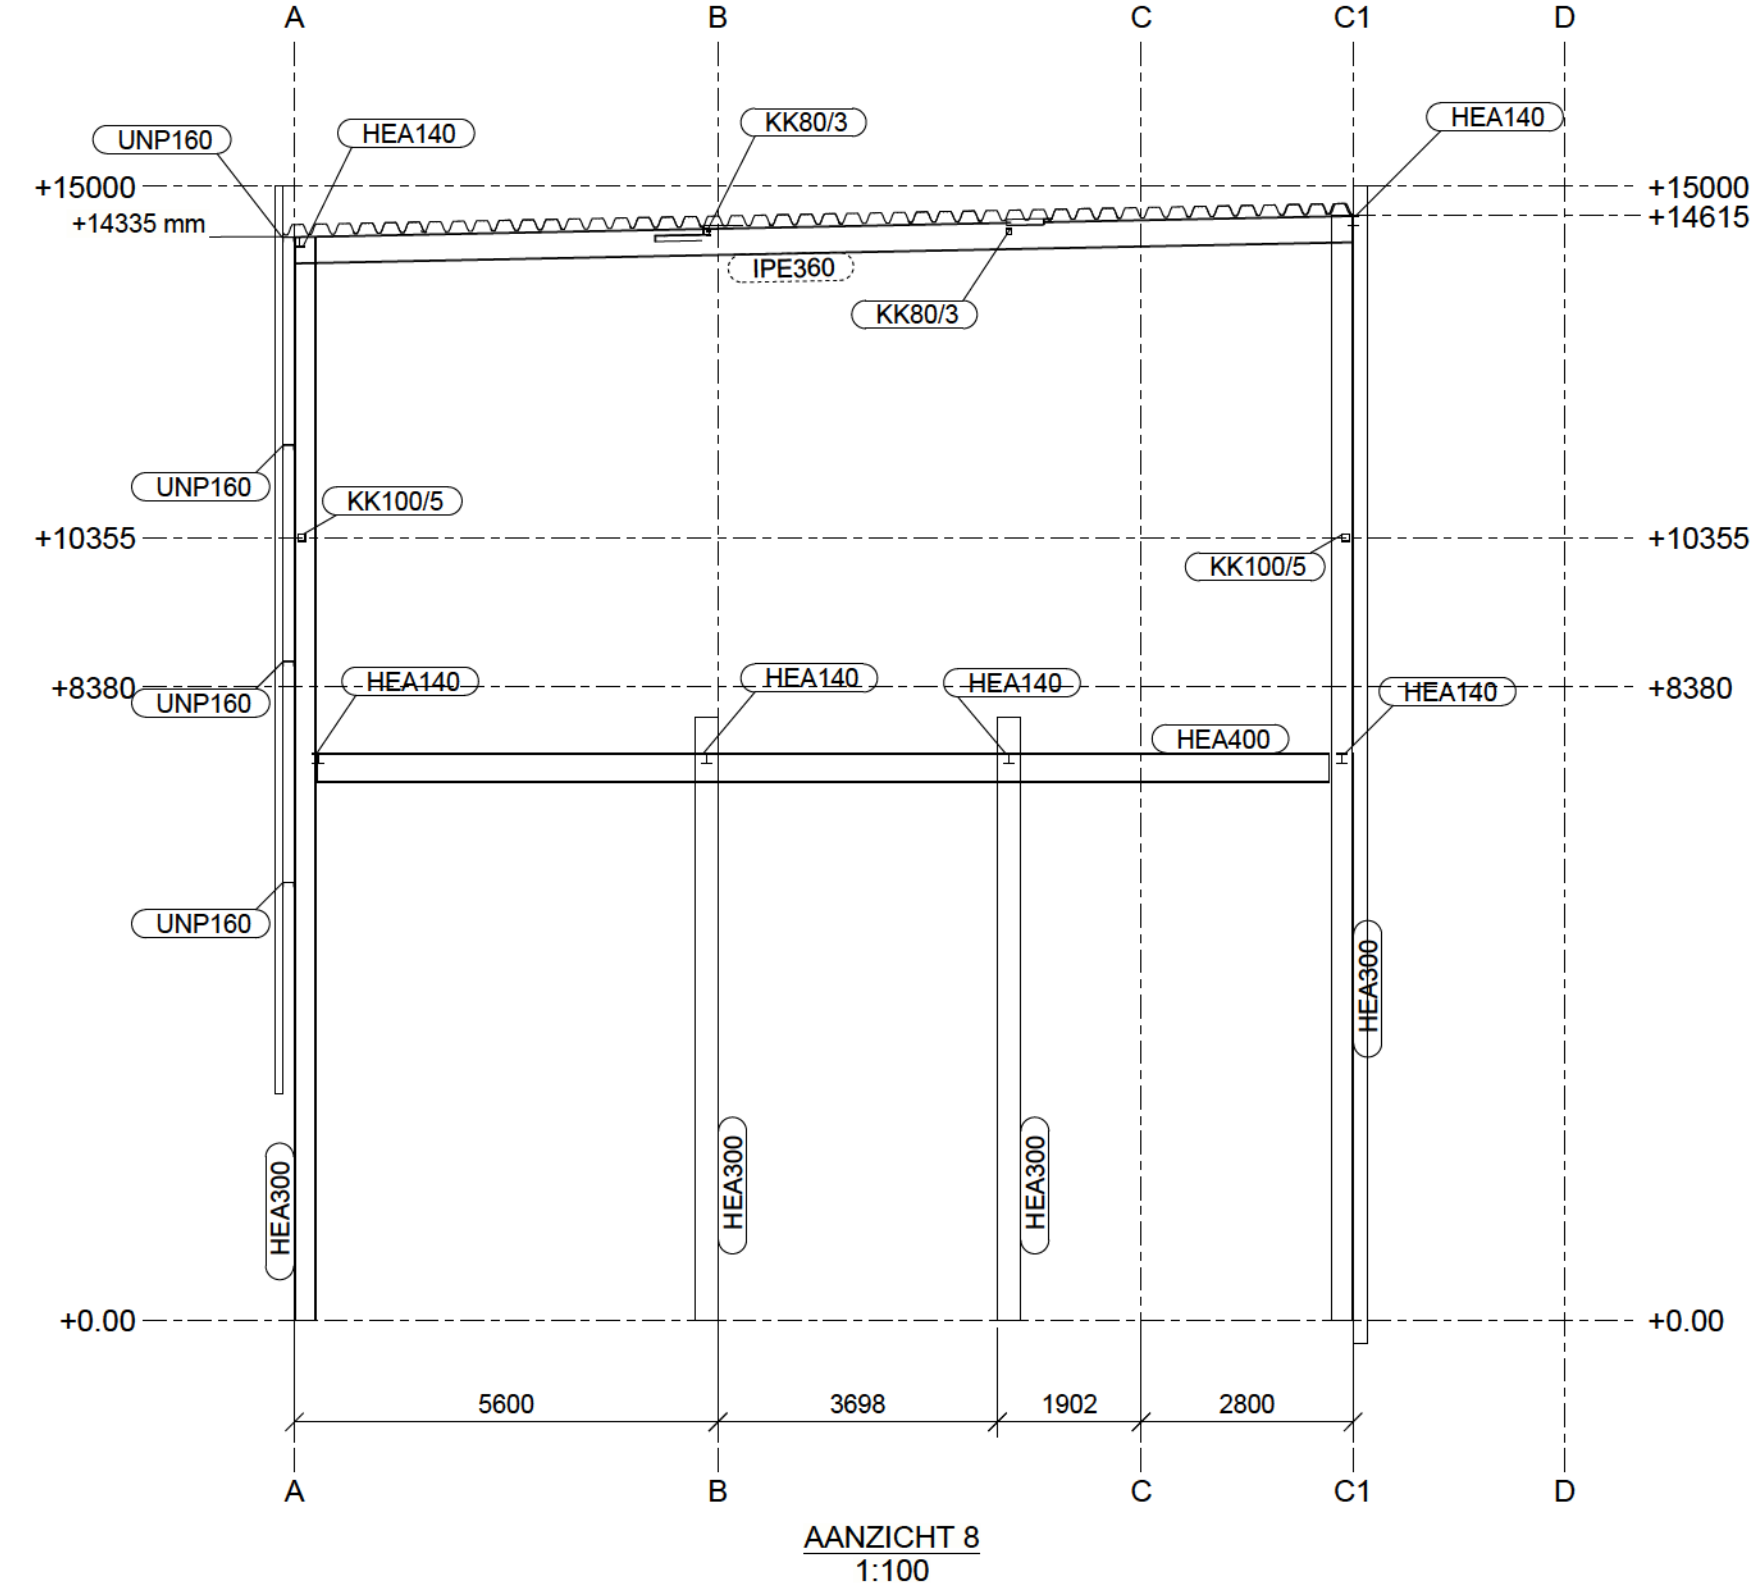 A B C C1 D
KK80/3
HEA140
HEA140
UNP160
+15000
+15000
+14335 mm
+14615
IPE360
KK80/3
UNP160
KK100/5
+10355
+10355
KK100/5
HEA140
HEA140
HEA140
HEA140
+8380
+8380
UNP160
HEA400
UNP160
HEA300
HEA300
HEA300
HEA300
+0.00
+0.00
5600 3698 1902 2800
A B C C1 D
AANZICHT 8
1:100